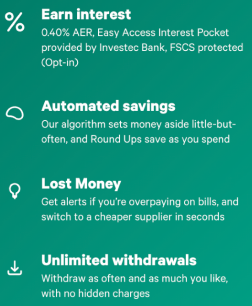 Earn interest
0.40% AER, Easy Access Interest Pocket
provided by Investec Bank, FSCS protected
(Opt-in)
Automated savings
Our algorithm sets money aside little-but-
often, and Round Ups save as you spend
Lost Money
Get alerts if you're overpaying on bills, and
switch to a cheaper supplier in seconds
Unlimited withdrawals
Withdraw as often and as much you like,
with no hidden charges